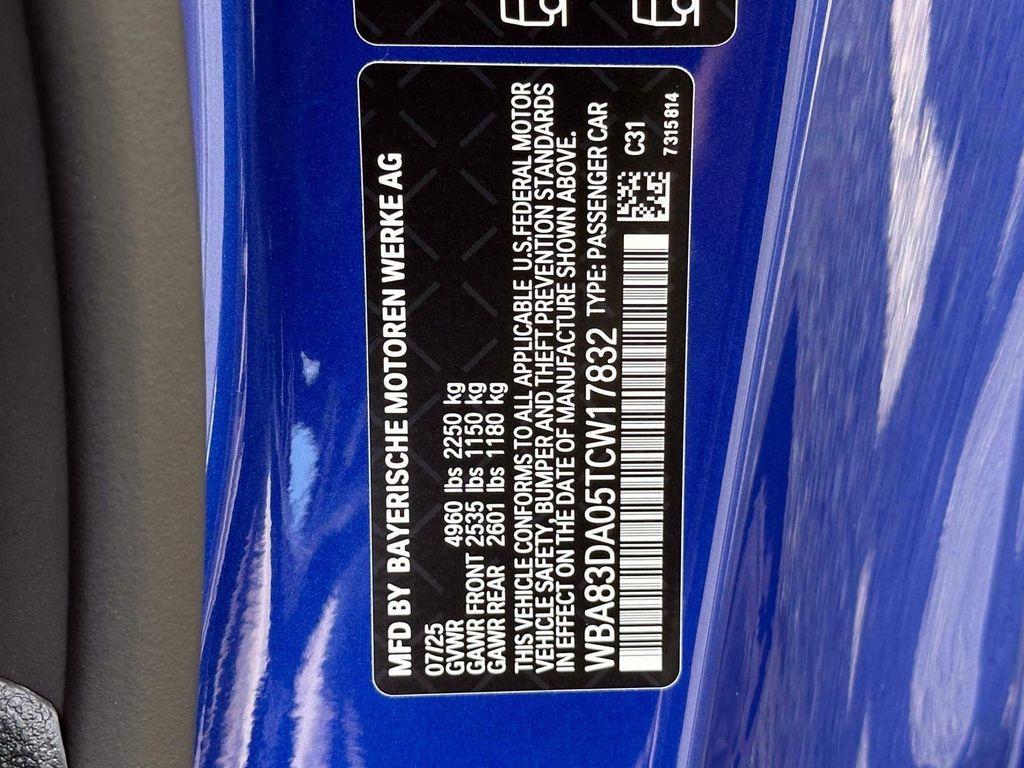 MFD BY BAYERISCHE MOTOREN WERKE AG
07/25
GVWR 4960 lbs 2250 kg
GAWR FRONT 2535 lbs 1150 kg
GAWR REAR 2601 lbs 1180 kg
THIS VEHICLE CONFORMS TO ALL APPLICABLE U.S.FEDERAL MOTOR
VEHICLE SAFETY, BUMPER AND THEFT PREVENTION STANDARDS
IN EFFECT ON THE DATE OF MANUFACTURE SHOWN ABOVE.
WBA83DA05TCW17832 TYPE: PASSENGER CAR
C31
7315814